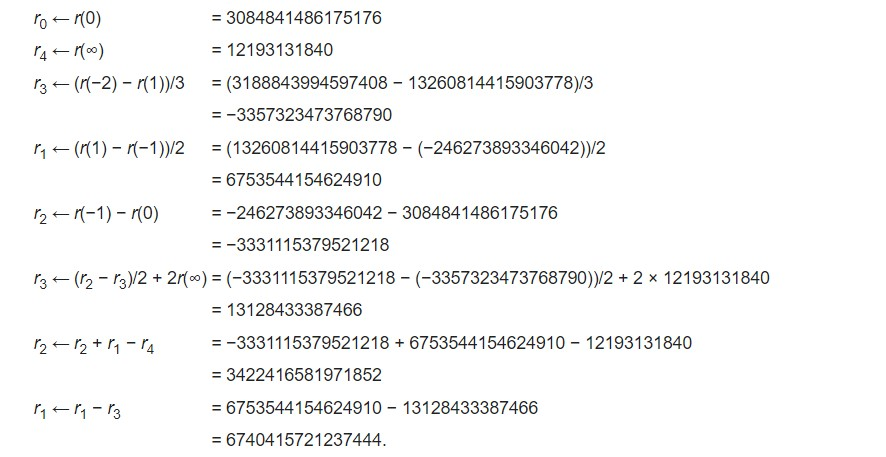 r₀ ← r(0) = 3084841486175176
r₄ ← r(∞) = 12193131840
r₃ ← (r(−2) − r(1))/3 = (3188843994597408 − 13260814415903778)/3
= −3357323473768790
r₁ ← (r(1) − r(−1))/2 = (13260814415903778 − (−246273893346042))/2
= 6753544154624910
r₂ ← r(−1) − r(0) = −246273893346042 − 3084841486175176
= −3331115379521218
r₃ ← (r₂ − r₃)/2 + 2r(∞) = (−3331115379521218 − (−3357323473768790))/2 + 2 × 12193131840
= 13128433387466
r₂ ← r₂ + r₁ − r₄ = −3331115379521218 + 6753544154624910 − 12193131840
= 3422416581971852
r₁ ← r₁ − r₃ = 6753544154624910 − 13128433387466
= 6740415721237444.